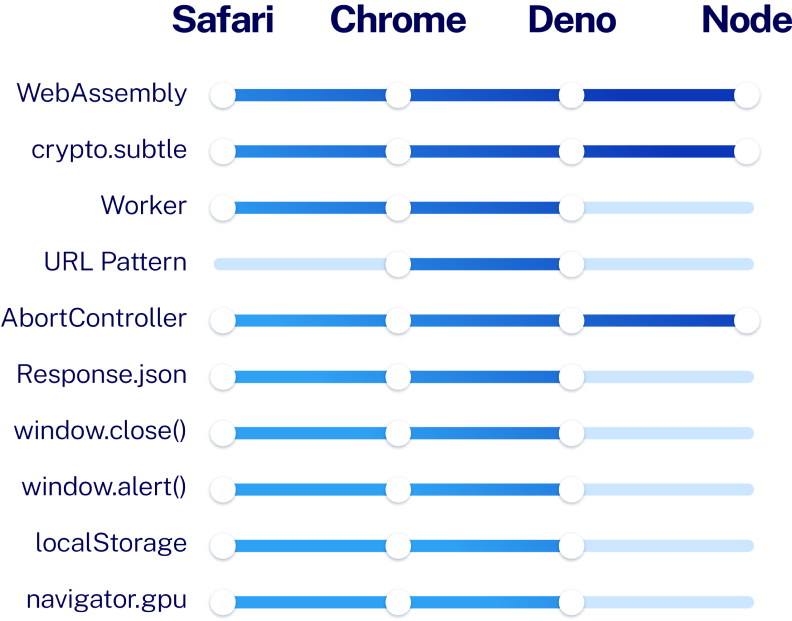 Safari Chrome Deno Node
WebAssembly
crypto.subtle
Worker
URL Pattern
AbortController
Response.json
window.close()
window.alert()
localStorage
navigator.gpu